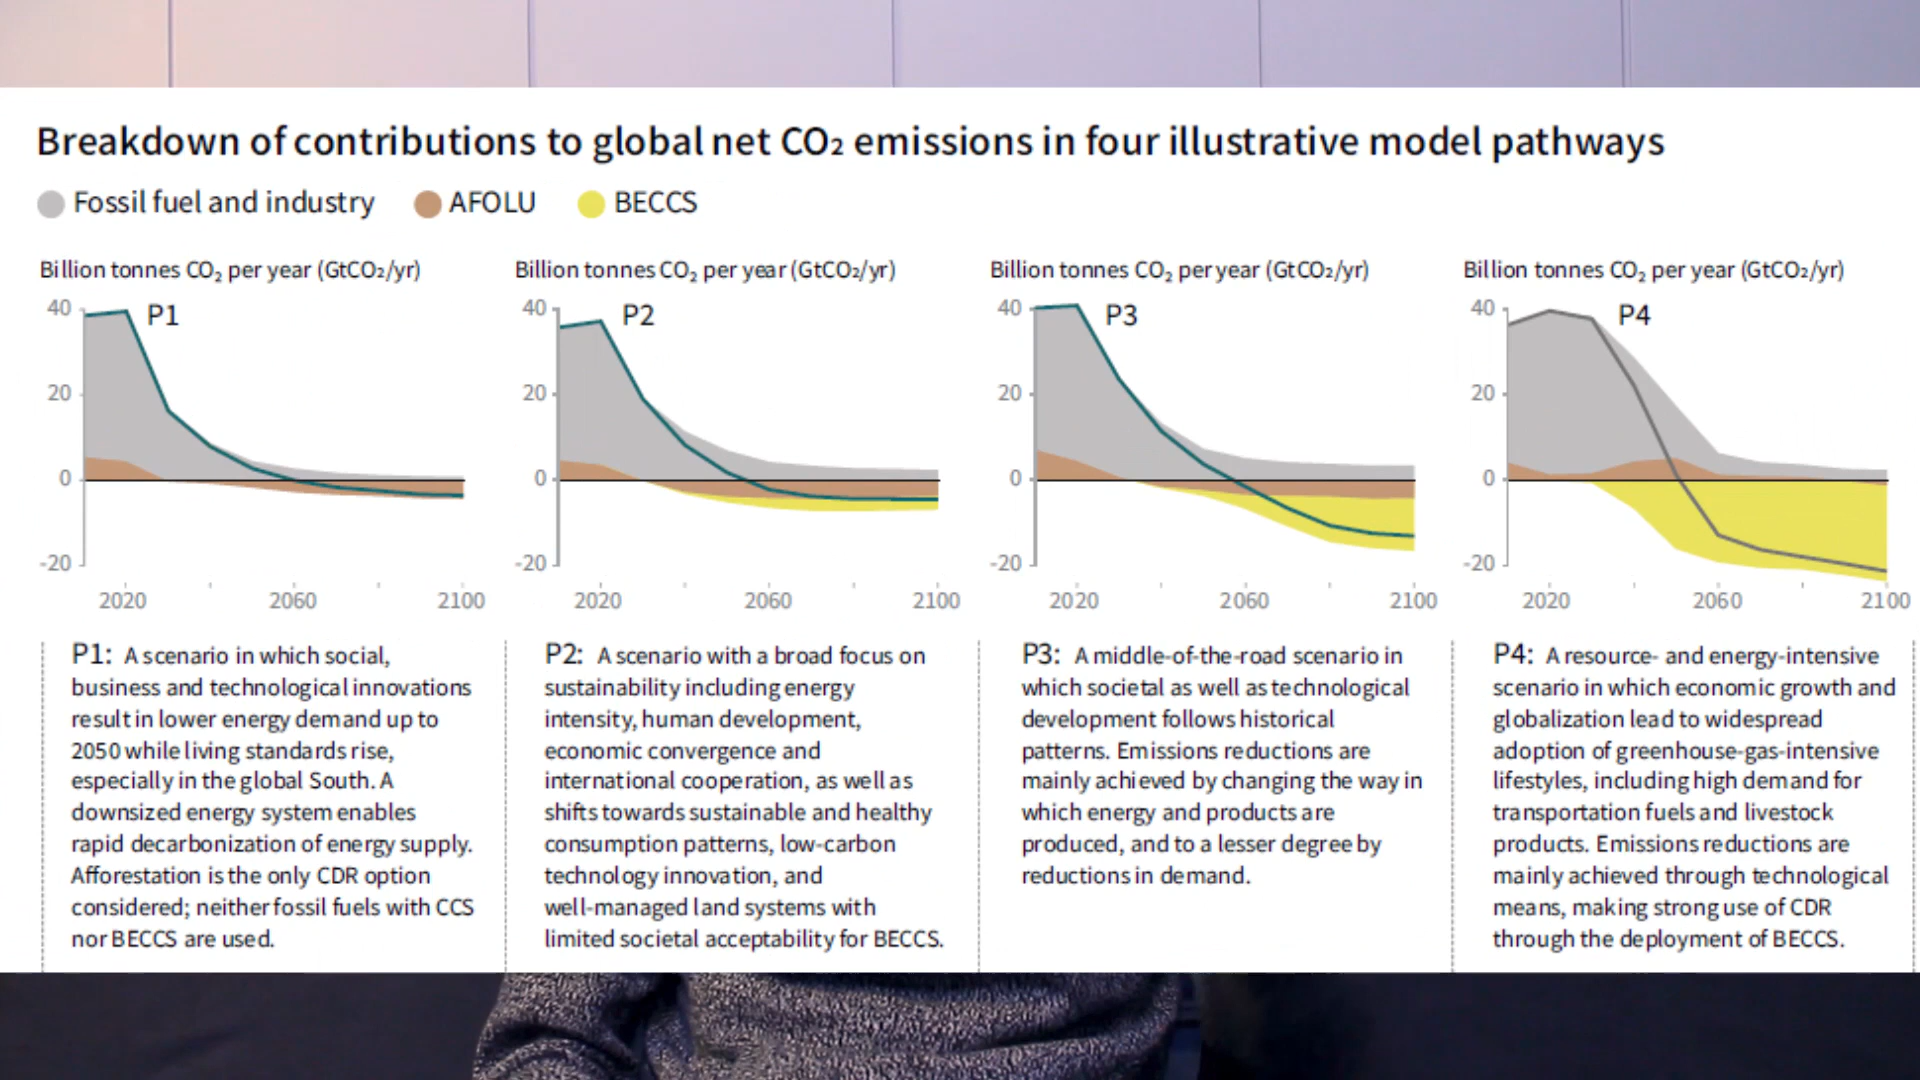 Breakdown of contributions to global net CO₂ emissions in four illustrative model pathways
Fossil fuel and industry AFOLU BECCS
Billion tonnes CO₂ per year (GtCO₂/yr)
40
P1
20
0
-20
2020 2060 2100
Billion tonnes CO₂ per year (GtCO₂/yr)
40
P2
20
0
-20
2020 2060 2100
Billion tonnes CO₂ per year (GtCO₂/yr)
40
P3
20
0
-20
2020 2060 2100
Billion tonnes CO₂ per year (GtCO₂/yr)
40
P4
20
0
-20
2020 2060 2100
P1: A scenario in which social,
business and technological innovations
result in lower energy demand up to
2050 while living standards rise,
especially in the global South. A
downsized energy system enables
rapid decarbonization of energy supply.
Afforestation is the only CDR option
considered; neither fossil fuels with CCS
nor BECCS are used.
P2: A scenario with a broad focus on
sustainability including energy
intensity, human development,
economic convergence and
international cooperation, as well as
shifts towards sustainable and healthy
consumption patterns, low-carbon
technology innovation, and
well-managed land systems with
limited societal acceptability for BECCS.
P3: A middle-of-the-road scenario in
which societal as well as technological
development follows historical
patterns. Emissions reductions are
mainly achieved by changing the way in
which energy and products are
produced, and to a lesser degree by
reductions in demand.
P4: A resource- and energy-intensive
scenario in which economic growth and
globalization lead to widespread
adoption of greenhouse-gas-intensive
lifestyles, including high demand for
transportation fuels and livestock
products. Emissions reductions are
mainly achieved through technological
means, making strong use of CDR
through the deployment of BECCS.